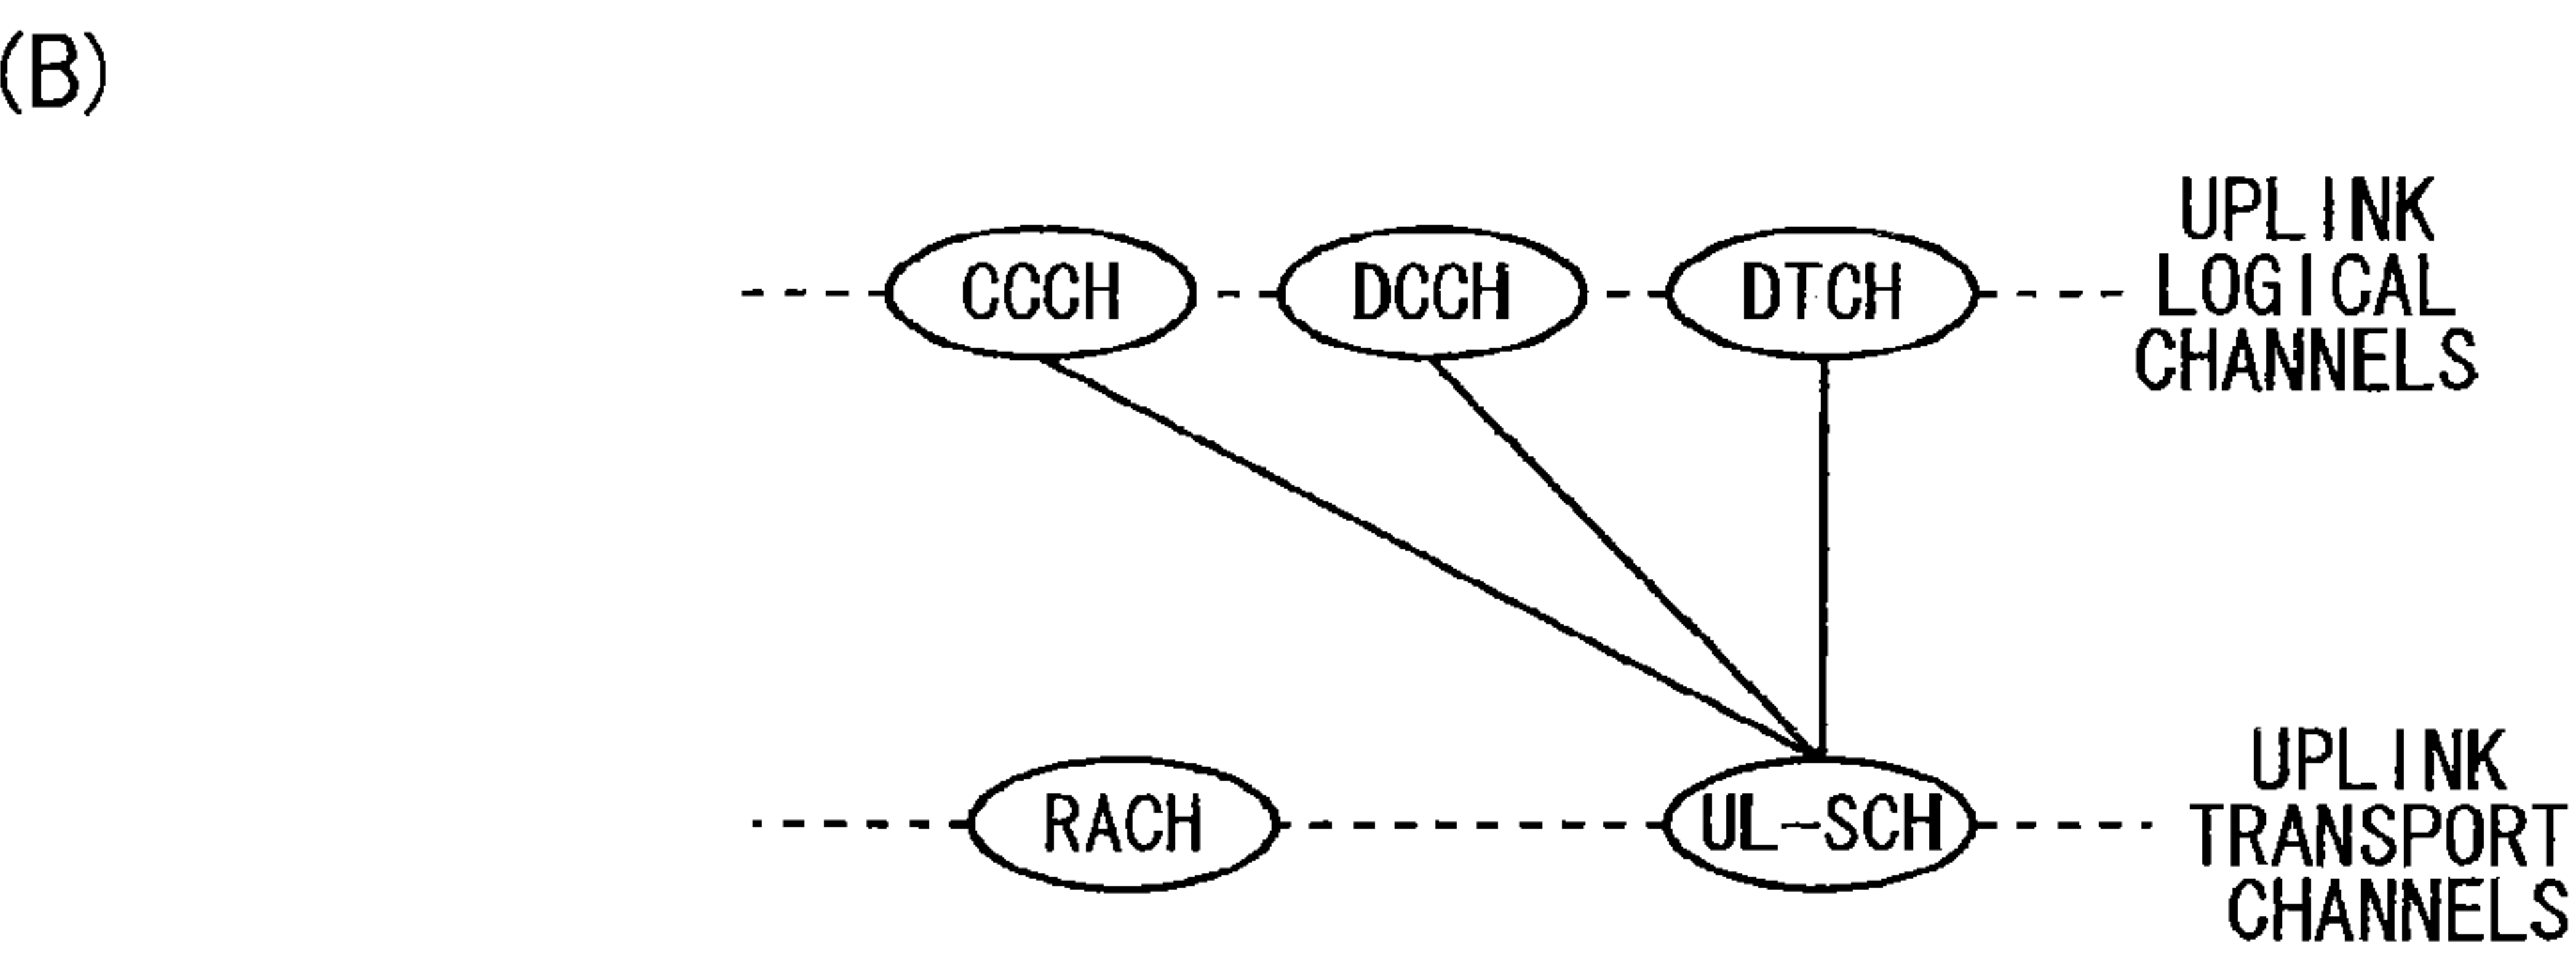 (B)
CCCH DCCH DTCH
UPLINK
LOGICAL
CHANNELS
RACH UL-SCH
UPLINK
TRANSPORT
CHANNELS